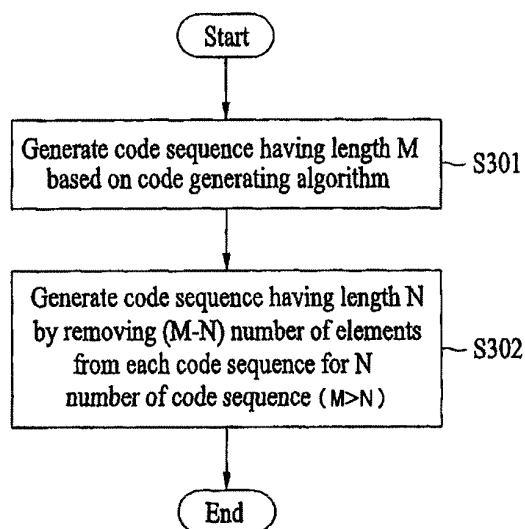 Start
Generate code sequence having length M
based on code generating algorithm
S301
Generate code sequence having length N
by removing (M-N) number of elements
from each code sequence for N
number of code sequence (M>N)
S302
End